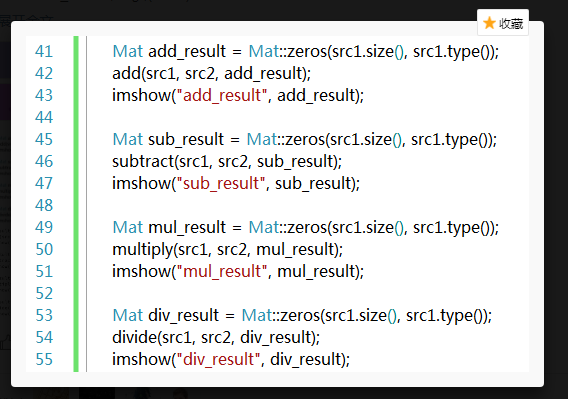 收藏
41 Mat add_result = Mat::zeros(src1.size(), src1.type());
42 add(src1, src2, add_result);
43 imshow("add_result", add_result);
44
45 Mat sub_result = Mat::zeros(src1.size(), src1.type());
46 subtract(src1, src2, sub_result);
47 imshow("sub_result", sub_result);
48
49 Mat mul_result = Mat::zeros(src1.size(), src1.type());
50 multiply(src1, src2, mul_result);
51 imshow("mul_result", mul_result);
52
53 Mat div_result = Mat::zeros(src1.size(), src1.type());
54 divide(src1, src2, div_result);
55 imshow("div_result", div_result);